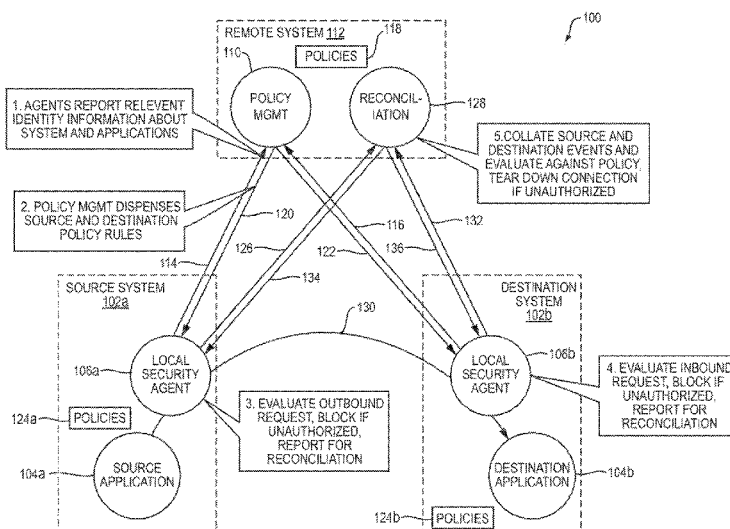 100
REMOTE SYSTEM 112
118
110
POLICIES
POLICY
MGMT
RECONCIL-
IATION
128
1. AGENTS REPORT RELEVENT
IDENTITY INFORMATION ABOUT
SYSTEM AND APPLICATIONS
5.COLLATE SOURCE AND
DESTINATION EVENTS AND
EVALUATE AGAINST POLICY,
TEAR DOWN CONNECTION
IF UNAUTHORIZED
2. POLICY MGMT DISPENSES
SOURCE AND DESTINATION
POLICY RULES
120
116
132
126
122
136
114
134
SOURCE SYSTEM
102a
DESTINATION
SYSTEM
102b
130
106a
LOCAL
SECURITY
AGENT
LOCAL
SECURITY
AGENT
106b
124a
POLICIES
3. EVALUATE OUTBOUND
REQUEST, BLOCK IF
UNAUTHORIZED,
REPORT FOR
RECONCILIATION
4. EVALUATE INBOUND
REQUEST, BLOCK IF
UNAUTHORIZED,
REPORT FOR
RECONCILIATION
104a
SOURCE
APPLICATION
DESTINATION
APPLICATION
104b
124b
POLICIES